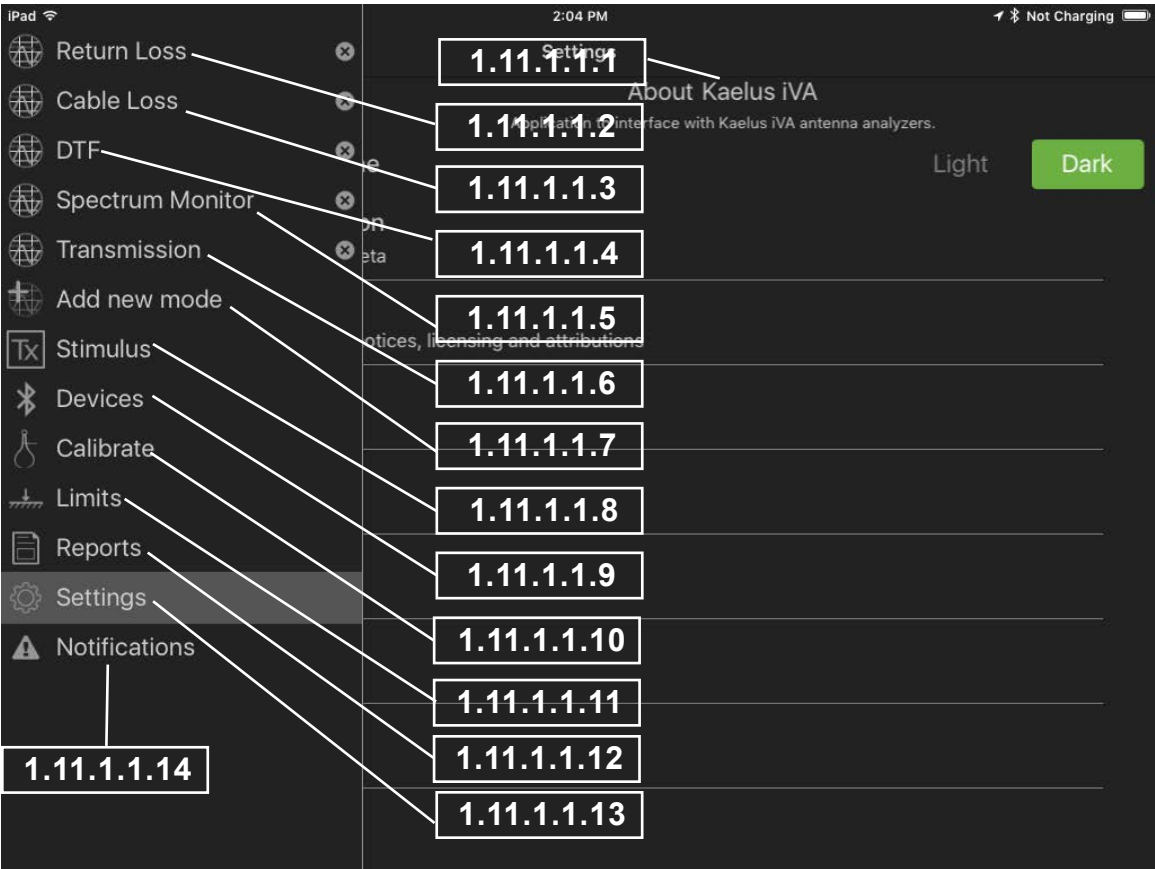 iPad 2:04 PM Not Charging
Return Loss
Cable Loss
DTF
Spectrum Monitor
Transmission
Add new mode
Stimulus
Tx
Devices
Calibrate
Limits
Reports
Settings
Notifications
1.11.1.1.14
Settings
1.11.1.1.1
About Kaelus iVA
Application to interface with Kaelus iVA antenna analyzers.
1.11.1.1.2
Light Dark
1.11.1.1.3
1.11.1.1.4
1.11.1.1.5
otices, licensing and attributions
1.11.1.1.6
1.11.1.1.7
1.11.1.1.8
1.11.1.1.9
1.11.1.1.10
1.11.1.1.11
1.11.1.1.12
1.11.1.1.13